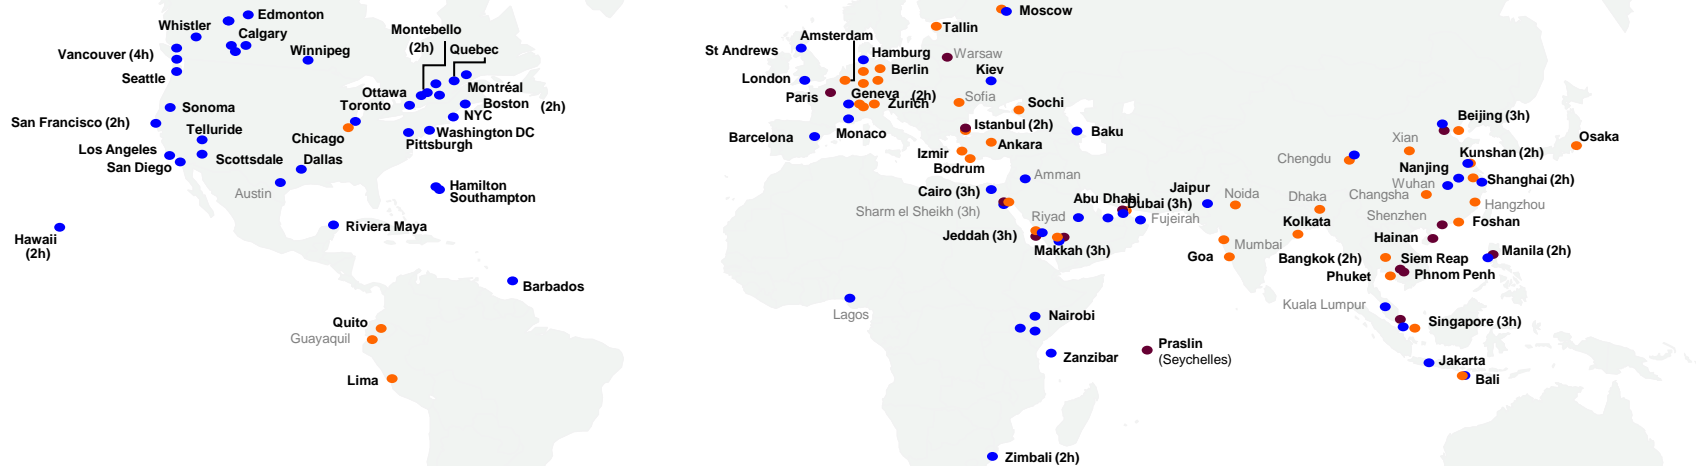 Edmonton
Whistler
Calgary
Vancouver (4h)
Winnipeg
Seattle
Montebello
(2h)
Quebec
Ottawa
Montréal
Toronto
Boston (2h)
NYC
Sonoma
San Francisco (2h)
Telluride
Chicago
Washington DC
Pittsburgh
Los Angeles
San Diego
Scottsdale
Dallas
Austin
Hamilton
Southampton
Hawaii
(2h)
Riviera Maya
Barbados
Quito
Guayaquil
Lima
Moscow
Tallin
Amsterdam
St Andrews
Hamburg
Warsaw
London
Berlin
Kiev
Paris
Geneva (2h)
Zurich
Sofia
Sochi
Monaco
Barcelona
Istanbul (2h)
Baku
Izmir
Ankara
Bodrum
Amman
Cairo (3h)
Sharm el Sheikh (3h)
Riyad
Abu Dhabi
Dubai (3h)
Fujeirah
Jeddah (3h)
Makkah (3h)
Lagos
Nairobi
Zanzibar
Praslin
(Seychelles)
Zimbali (2h)
Jaipur
Noida
Mumbai
Goa
Dhaka
Kolkata
Chengdu
Xian
Beijing (3h)
Osaka
Nanjing
Kunshan (2h)
Wuhan
Shanghai (2h)
Changsha
Hangzhou
Shenzhen
Foshan
Hainan
Manila (2h)
Bangkok (2h)
Siem Reap
Phuket
Phnom Penh
Kuala Lumpur
Singapore (3h)
Jakarta
Bali